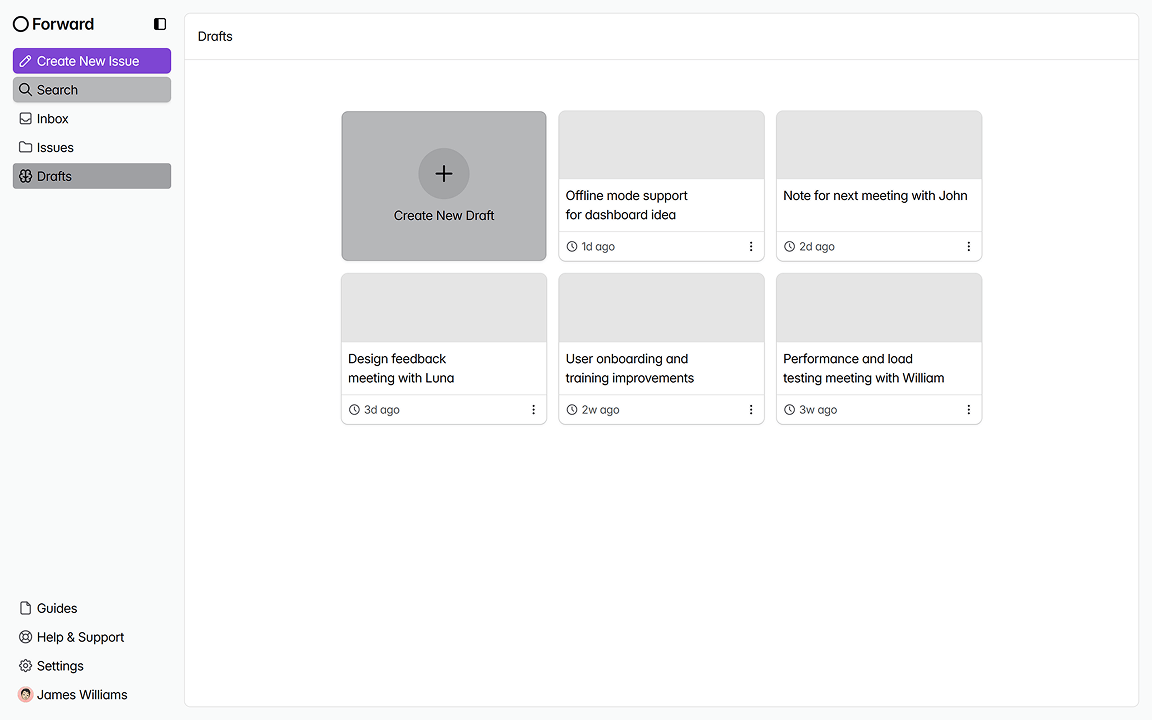 Forward
Create New Issue
Search
Inbox
Issues
Drafts
Guides
Help & Support
Settings
James Williams
Drafts
Create New Draft
Offline mode support
for dashboard idea
1d ago
Note for next meeting with John
2d ago
Design feedback
meeting with Luna
3d ago
User onboarding and
training improvements
2w ago
Performance and load
testing meeting with William
3w ago